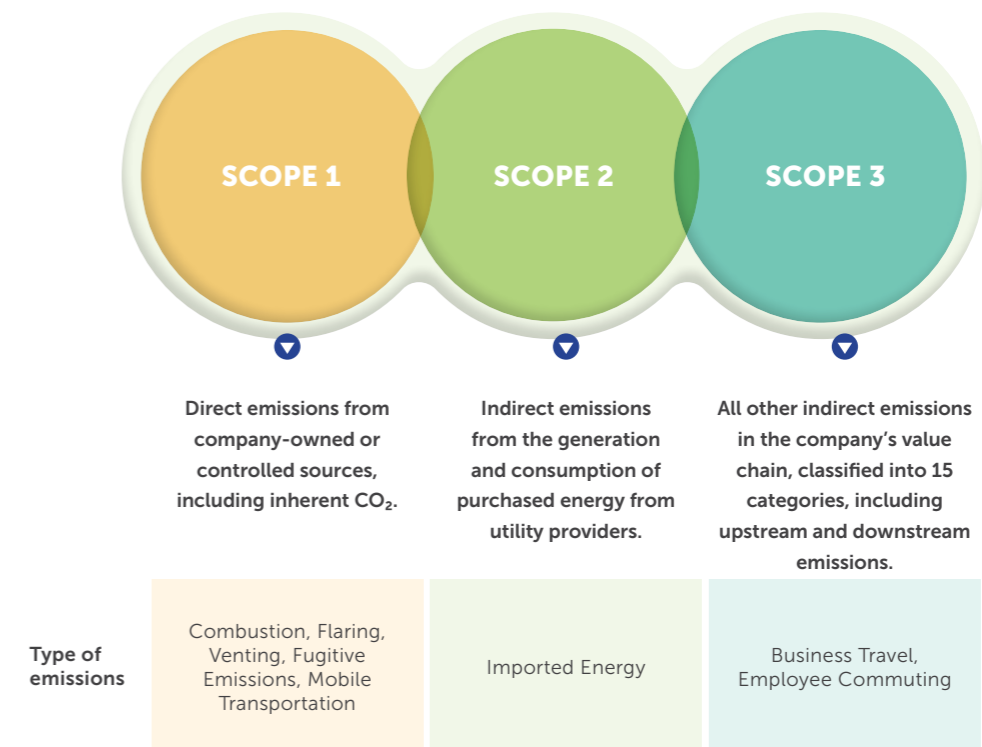 SCOPE 1
SCOPE 2
SCOPE 3
Direct emissions from
company-owned or
controlled sources,
including inherent CO₂.
Indirect emissions
from the generation
and consumption of
purchased energy from
utility providers.
All other indirect emissions
in the company’s value
chain, classified into 15
categories, including
upstream and downstream
emissions.
Type of
emissions
Combustion, Flaring,
Venting, Fugitive
Emissions, Mobile
Transportation
Imported Energy
Business Travel,
Employee Commuting